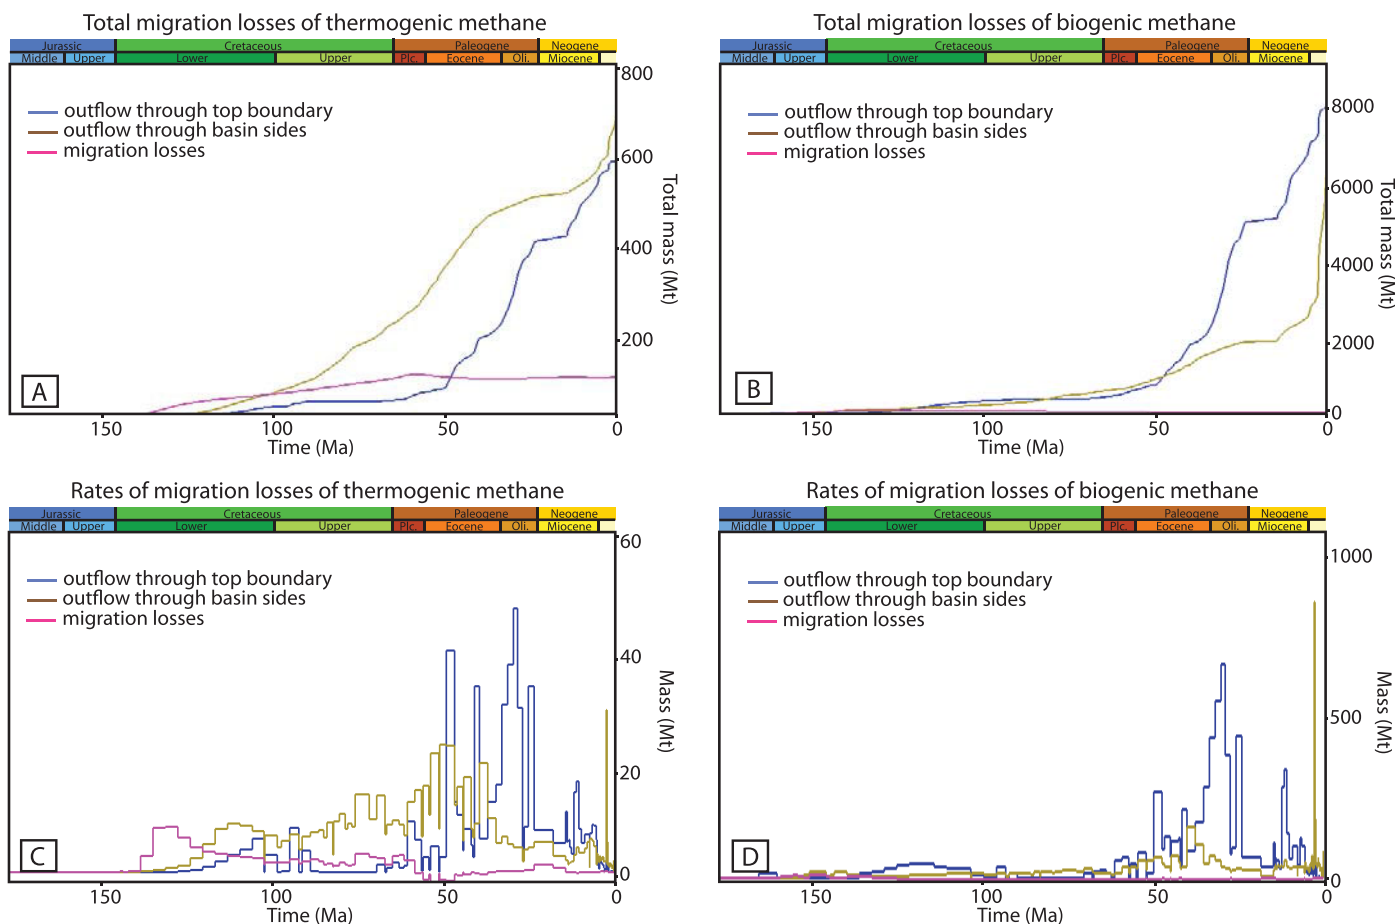 Total migration losses of thermogenic methane
Jurassic Cretaceous Paleogene Neogene
Middle Upper Lower Upper Plc. Eocene Oli. Miocene
800
outflow through top boundary
outflow through basin sides
migration losses
600
400
200
Total mass (Mt)
A
150 100 50 0
Time (Ma)
Total migration losses of biogenic methane
Jurassic Cretaceous Paleogene Neogene
Middle Upper Lower Upper Plc. Eocene Oli. Miocene
outflow through top boundary
outflow through basin sides
migration losses
8000
6000
4000
2000
0
Total mass (Mt)
B
150 100 50 0
Time (Ma)
Rates of migration losses of thermogenic methane
Jurassic Cretaceous Paleogene Neogene
Middle Upper Lower Upper Plc. Eocene Oli. Miocene
60
outflow through top boundary
outflow through basin sides
migration losses
40
20
0
Mass (Mt)
C
150 100 50 0
Time (Ma)
Rates of migration losses of biogenic methane
Jurassic Cretaceous Paleogene Neogene
Middle Upper Lower Upper Plc. Eocene Oli. Miocene
1000
outflow through top boundary
outflow through basin sides
migration losses
500
0
Mass (Mt)
D
150 100 50 0
Time (Ma)